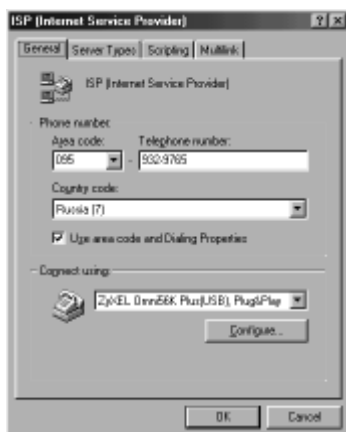 ISP (Internet Service Provider)
General Server Types Scripting Multilink
ISP (Internet Service Provider)
Phone number:
Area code: Telephone number:
095 - 932-9765
Country code:
Russia (7)
Use area code and Dialing Properties
Connect using:
ZyXEL Omni56K Plus(USB), Plug&Play
Configure...
OK Cancel